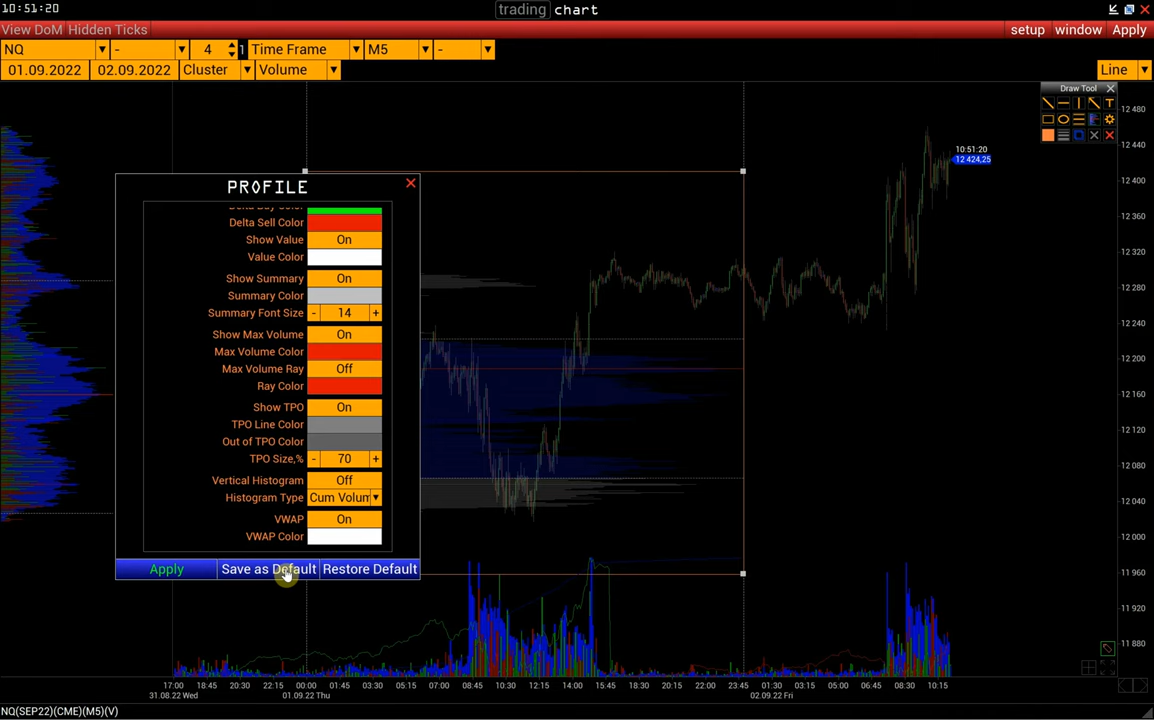 10:51:20
trading chart
View DoM Hidden Ticks
setup window Apply
NQ - 4 1 Time Frame M5 -
01.09.2022 02.09.2022 Cluster Volume
Line
Draw Tool
T
10:51:20
12 424,25
12 480
12 440
12 400
12 360
12 320
12 280
12 240
12 200
12 160
12 120
12 080
12 040
12 000
11 960
11 920
11 880
PROFILE
Delta Buy Color
Delta Sell Color
Show Value On
Value Color
Show Summary On
Summary Color
Summary Font Size - 14 +
Show Max Volume On
Max Volume Color
Max Volume Ray Off
Ray Color
Show TPO On
TPO Line Color
Out of TPO Color
TPO Size,% - 70 +
Vertical Histogram Off
Histogram Type Cum Volum
VWAP On
VWAP Color
Apply Save as Default Restore Default
17:00 18:45 20:30 22:15 00:00 01:45 03:30 05:15 07:00 08:45 10:30 12:15 14:00 15:45 18:30 20:15 22:00 23:45 01:30 03:15 05:00 06:45 08:30 10:15
31.08.22 Wed 01.09.22 Thu 02.09.22 Fri
NQ(SEP22)(CME)(M5)(V)